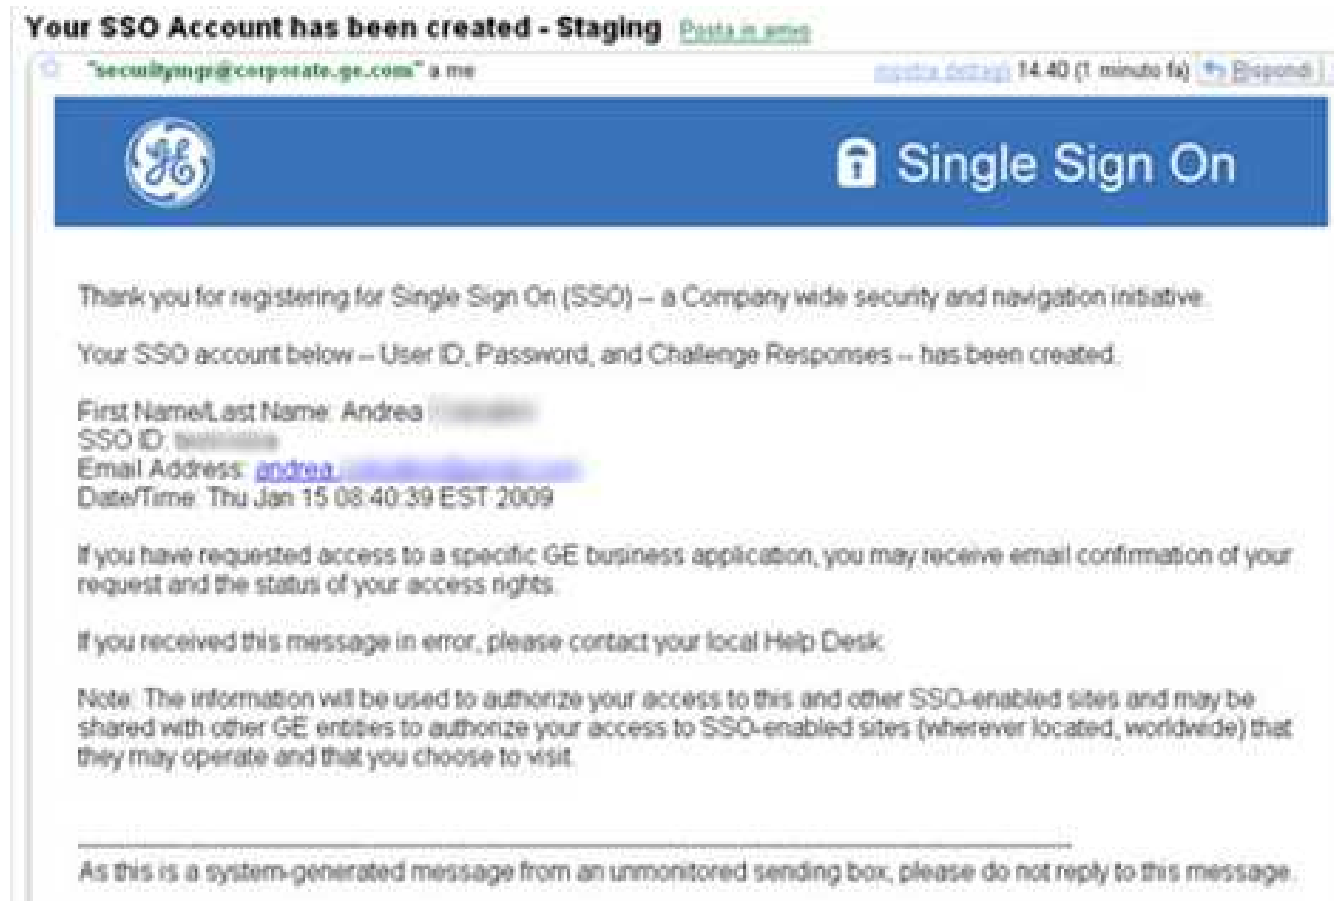 Your SSO Account has been created - Staging Posta in arrivo
"securitymgr@corporate.ge.com" a me mostra dettagli 14.40 (1 minuto fa) Rispondi
GE Single Sign On
Thank you for registering for Single Sign On (SSO) -- a Company wide security and navigation initiative.
Your SSO account below -- User ID, Password, and Challenge Responses -- has been created.
First Name/Last Name: Andrea
SSO ID:
Email Address: andrea.
Date/Time: Thu Jan 15 08:40:39 EST 2009
If you have requested access to a specific GE business application, you may receive email confirmation of your
request and the status of your access rights.
If you received this message in error, please contact your local Help Desk.
Note: The information will be used to authorize your access to this and other SSO-enabled sites and may be
shared with other GE entities to authorize your access to SSO-enabled sites (wherever located, worldwide) that
they may operate and that you choose to visit.
As this is a system-generated message from an unmonitored sending box, please do not reply to this message.